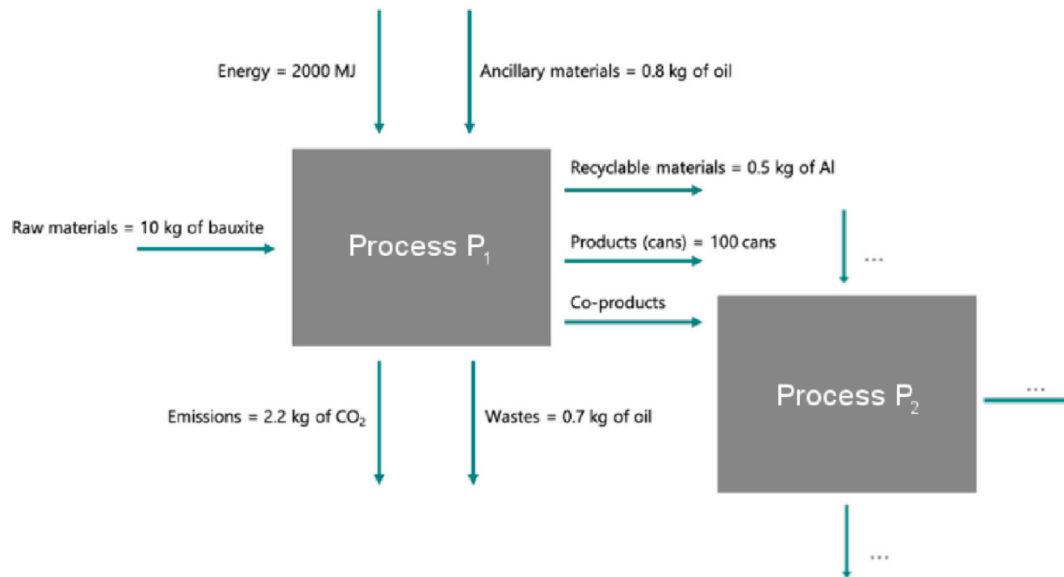 Energy = 2000 MJ
Ancillary materials = 0.8 kg of oil
Recyclable materials = 0.5 kg of Al
Raw materials = 10 kg of bauxite
Process P₁
Products (cans) = 100 cans
...
Co-products
Process P₂
...
Emissions = 2.2 kg of CO₂
Wastes = 0.7 kg of oil
...